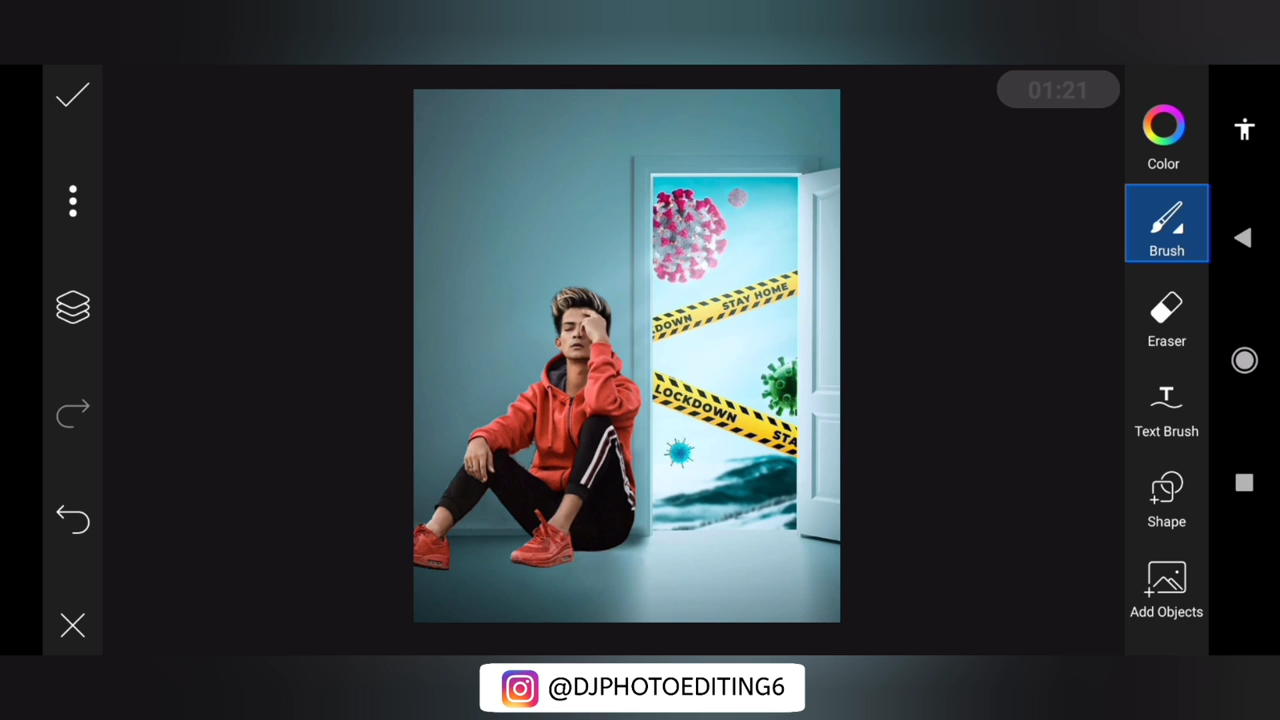 01:21
Color
Brush
Eraser
Text Brush
Shape
Add Objects
DOWN STAY HOME
LOCKDOWN STA
@DJPHOTOEDITING6